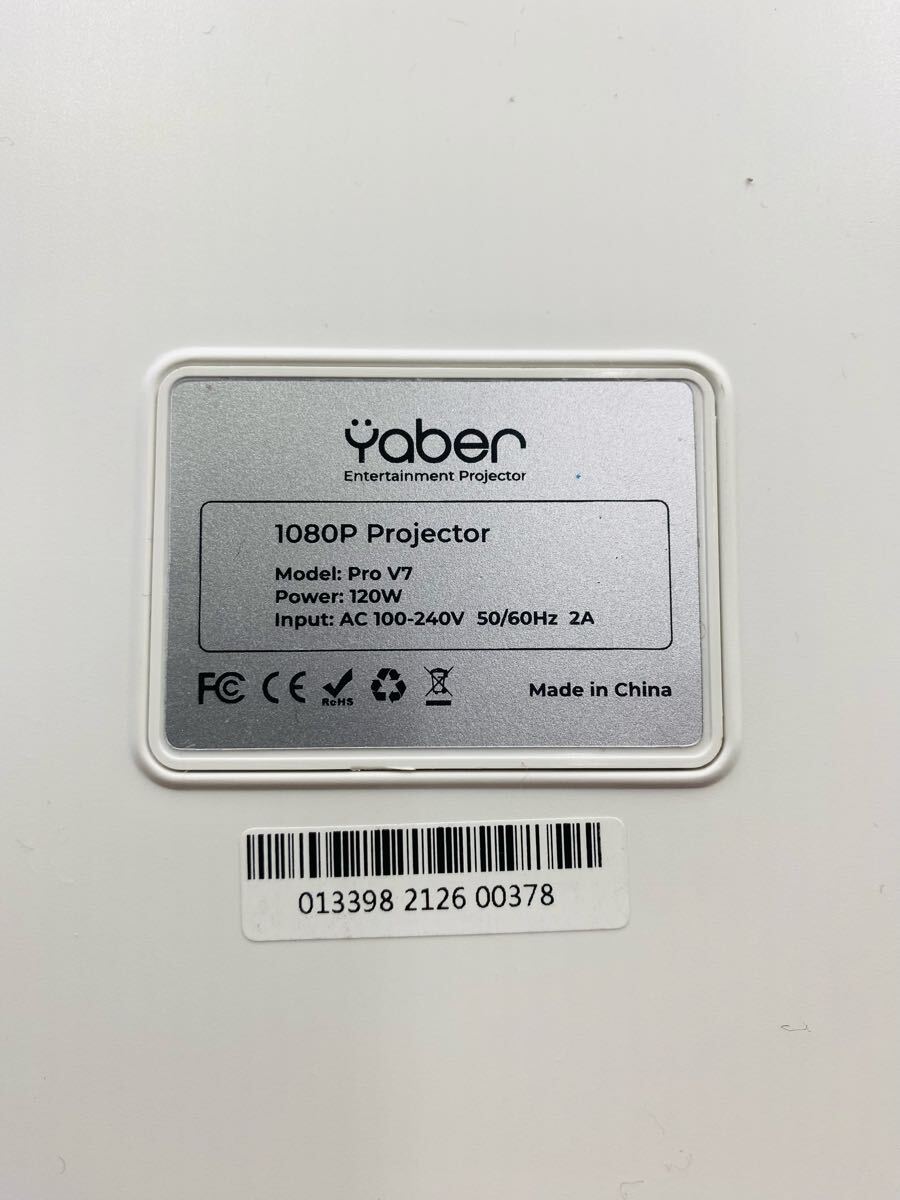 Ÿaber
Entertainment Projector
1080P Projector
Model: Pro V7
Power: 120W
Input: AC 100-240V 50/60Hz 2A
FC CE RoHS Made in China
013398 2126 00378